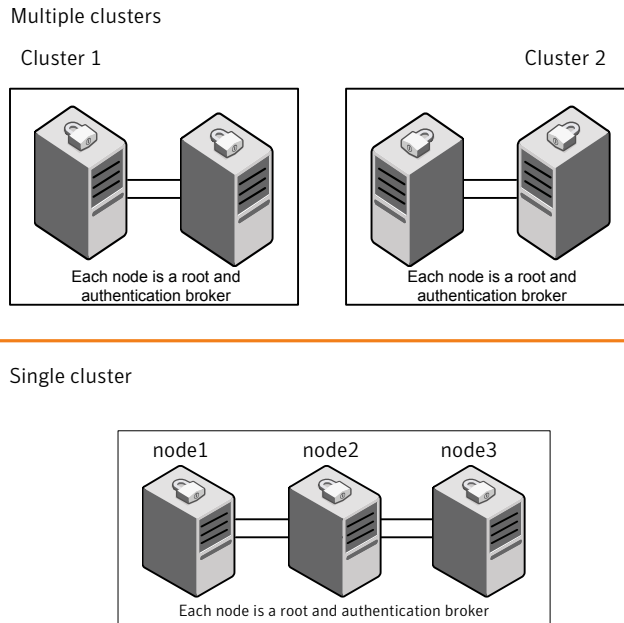 Multiple clusters
Cluster 1
Cluster 2
Each node is a root and
authentication broker
Each node is a root and
authentication broker
Single cluster
node1
node2
node3
Each node is a root and authentication broker